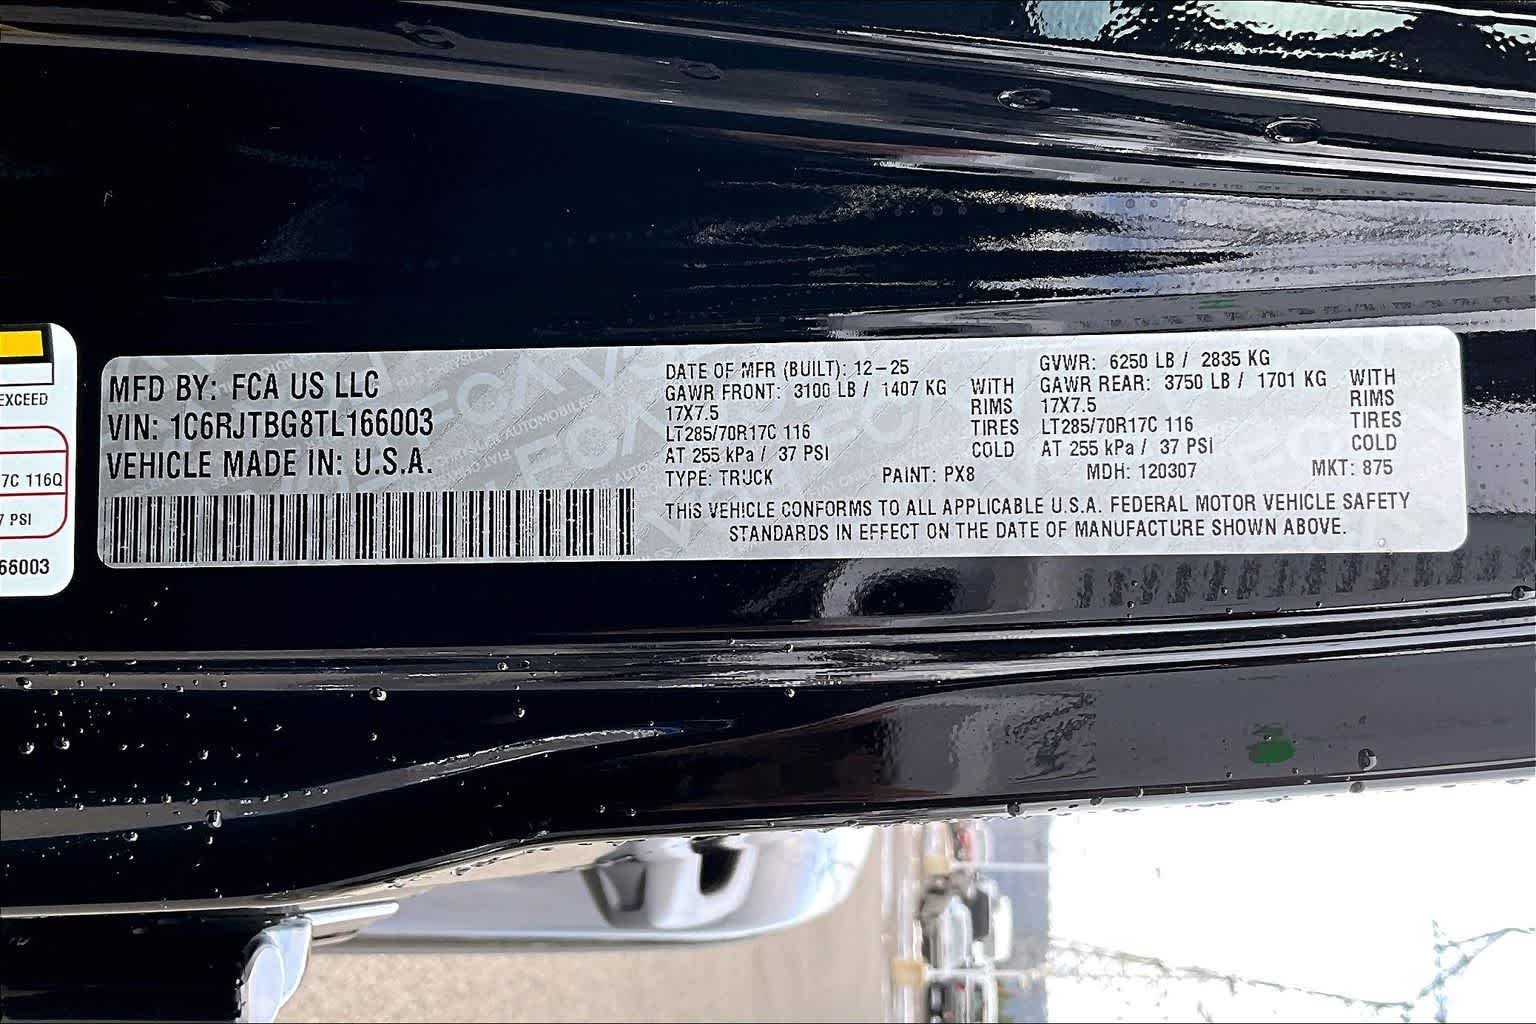 EXCEED
7C 116Q
7 PSI
66003
MFD BY: FCA US LLC
VIN: 1C6RJTBG8TL166003
VEHICLE MADE IN: U.S.A.
DATE OF MFR (BUILT): 12-25
GAWR FRONT: 3100 LB / 1407 KG WITH
17X7.5 RIMS
LT285/70R17C 116 TIRES
AT 255 kPa / 37 PSI COLD
GVWR: 6250 LB / 2835 KG
GAWR REAR: 3750 LB / 1701 KG WITH
17X7.5 RIMS
LT285/70R17C 116 TIRES
AT 255 kPa / 37 PSI COLD
TYPE: TRUCK PAINT: PX8 MDH: 120307 MKT: 875
THIS VEHICLE CONFORMS TO ALL APPLICABLE U.S.A. FEDERAL MOTOR VEHICLE SAFETY
STANDARDS IN EFFECT ON THE DATE OF MANUFACTURE SHOWN ABOVE.